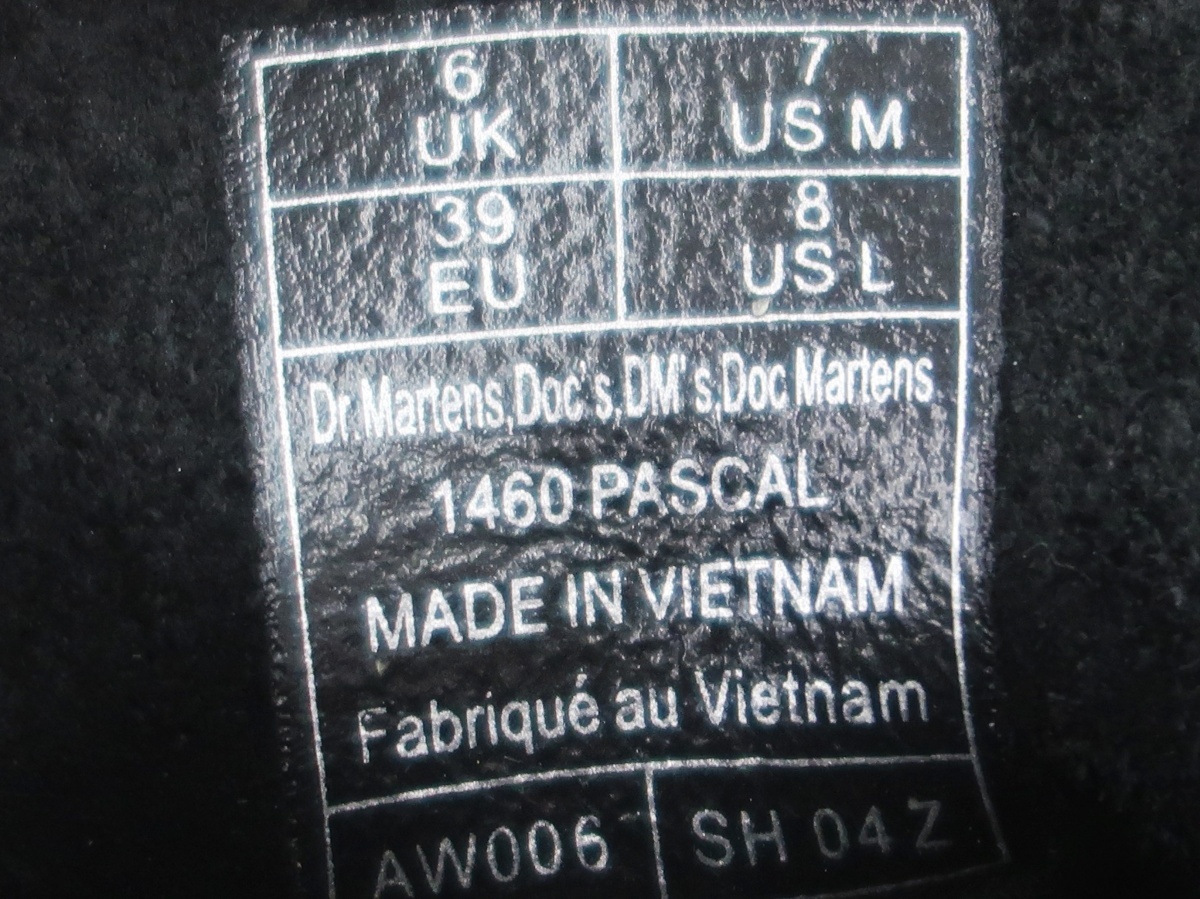 6
UK
7
US M
39
EU
8
US L
Dr.Martens,Doc's,DM's,Doc Martens
1460 PASCAL
MADE IN VIETNAM
Fabriqué au Vietnam
AW006
SH 04 Z